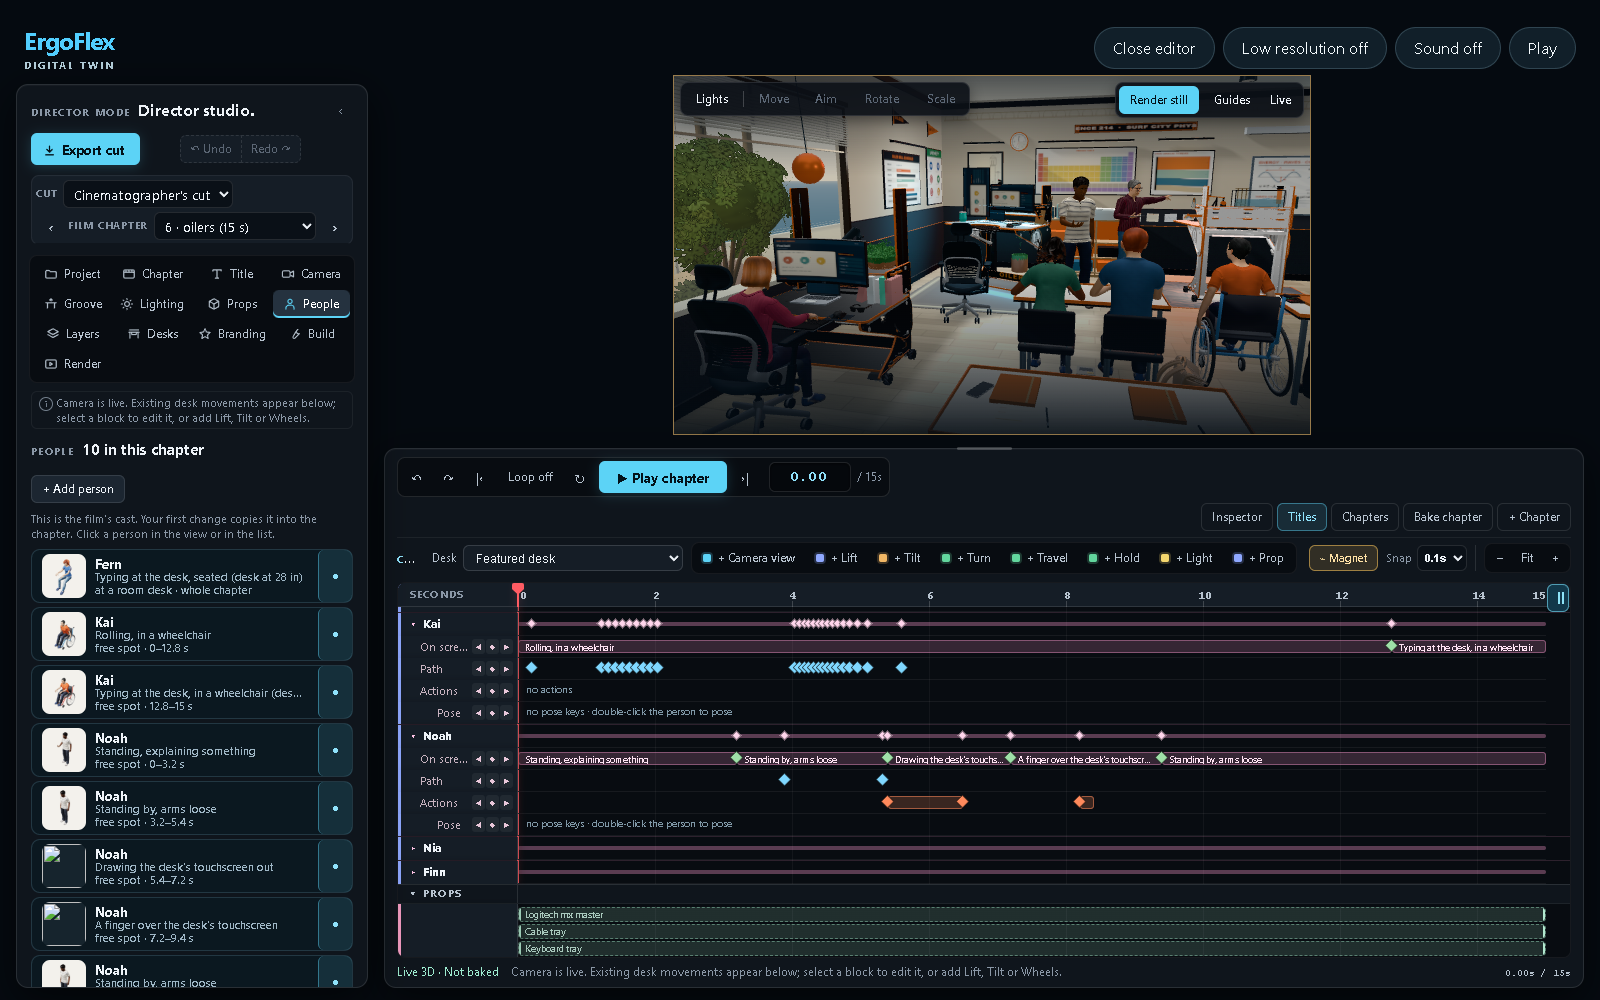 ErgoFlex
DIGITAL TWIN
Close editor
Low resolution off
Sound off
Play
DIRECTOR MODE Director studio.
Export cut
Undo
Redo
CUT Cinematographer's cut
FILM CHAPTER 6 · oilers (15 s)
Project
Chapter
Title
Camera
Groove
Lighting
Props
People
Layers
Desks
Branding
Build
Render
Camera is live. Existing desk movements appear below;
select a block to edit it, or add Lift, Tilt or Wheels.
PEOPLE 10 in this chapter
+ Add person
This is the film's cast. Your first change copies it into the
chapter. Click a person in the view or in the list.
Fern
Typing at the desk, seated (desk at 28 in)
at a room desk · whole chapter
Kai
Rolling, in a wheelchair
free spot · 0–12.8 s
Kai
Typing at the desk, in a wheelchair (des...
free spot · 12.8–15 s
Noah
Standing, explaining something
free spot · 0–3.2 s
Noah
Standing by, arms loose
free spot · 3.2–5.4 s
Noah
Drawing the desk's touchscreen out
free spot · 5.4–7.2 s
Noah
A finger over the desk's touchscreen
free spot · 7.2–9.4 s
Noah
Standing by, arms loose
Lights
Move
Aim
Rotate
Scale
Render still
Guides
Live
Loop off
Play chapter
0.00
/ 15s
Inspector
Titles
Chapters
Bake chapter
+ Chapter
c...
Desk
Featured desk
+ Camera view
+ Lift
+ Tilt
+ Turn
+ Travel
+ Hold
+ Light
+ Prop
Magnet
Snap
0.1s
− Fit +
SECONDS
0 2 4 6 8 10 12 14 15
Kai
On scre...
Rolling, in a wheelchair
Typing at the desk, in a wheelchair
Path
Actions
no actions
Pose
no pose keys · double-click the person to pose
Noah
On scre...
Standing, explaining something
Standing by, arms loose
Drawing the desk's touchs...
A finger over the desk's touchscr...
Standing by, arms loose
Path
Actions
Pose
no pose keys · double-click the person to pose
Nia
Finn
PROPS
Logitech mx master
Cable tray
Keyboard tray
Live 3D · Not baked
Camera is live. Existing desk movements appear below; select a block to edit it, or add Lift, Tilt or Wheels.
0.00s / 15s